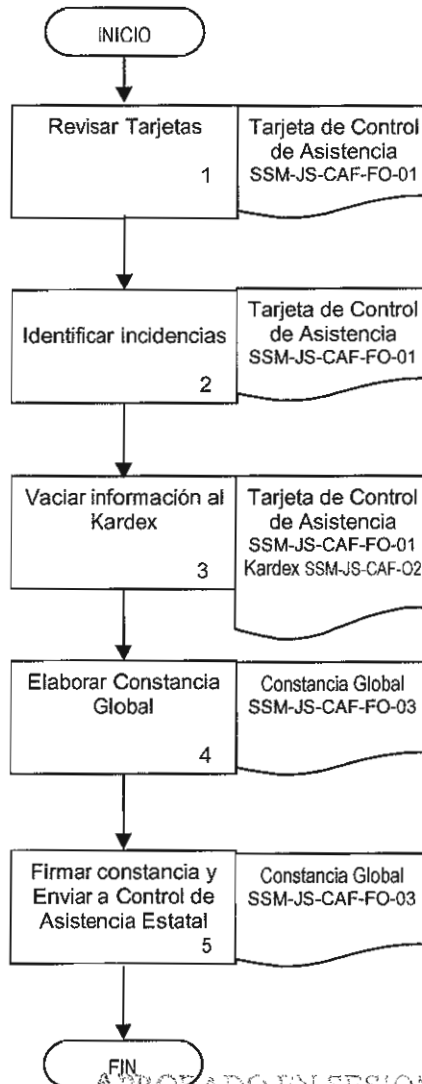 INICIO
Revisar Tarjetas
1
Tarjeta de Control
de Asistencia
SSM-JS-CAF-FO-01
Identificar incidencias
2
Tarjeta de Control
de Asistencia
SSM-JS-CAF-FO-01
Vaciar información al
Kardex
3
Tarjeta de Control
de Asistencia
SSM-JS-CAF-FO-01
Kardex SSM-JS-CAF-O2
Elaborar Constancia
Global
4
Constancia Global
SSM-JS-CAF-FO-03
Firmar constancia y
Enviar a Control de
Asistencia Estatal
5
Constancia Global
SSM-JS-CAF-FO-03
FIN
APROBADO EN SESION